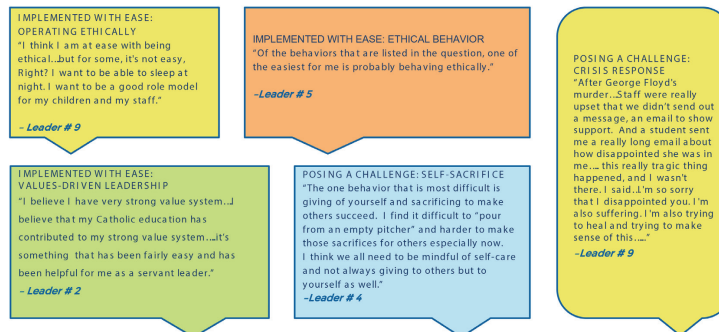 IMPLEMENTED WITH EASE:
OPERATING ETHICALLY
“I think I am at ease with being
ethical...but for some, it's not easy,
Right? I want to be able to sleep at
night. I want to be a good role model
for my children and my staff.”
– Leader # 9
IMPLEMENTED WITH EASE: ETHICAL BEHAVIOR
“Of the behaviors that are listed in the question, one of
the easiest for me is probably behaving ethically.”
–Leader # 5
POSING A CHALLENGE:
CRISIS RESPONSE
“After George Floyd's
murder...Staff were really
upset that we didn't send out
a message, an email to show
support. And a student sent
me a really long email about
how disappointed she was in
me.... this really tragic thing
happened, and I wasn't
there. I said..I'm so sorry
that I disappointed you. I'm
also suffering. I'm also trying
to heal and trying to make
sense of this.....”
–Leader # 9
IMPLEMENTED WITH EASE:
VALUES-DRIVEN LEADERSHIP
“I believe I have very strong value system...I
believe that my Catholic education has
contributed to my strong value system....it's
something that has been fairly easy and has
been helpful for me as a servant leader.”
– Leader # 2
POSING A CHALLENGE: SELF-SACRIFICE
“The one behavior that is most difficult is
giving of yourself and sacrificing to make
others succeed. I find it difficult to “pour
from an empty pitcher” and harder to make
those sacrifices for others especially now.
I think we all need to be mindful of self-care
and not always giving to others but to
yourself as well.”
–Leader # 4